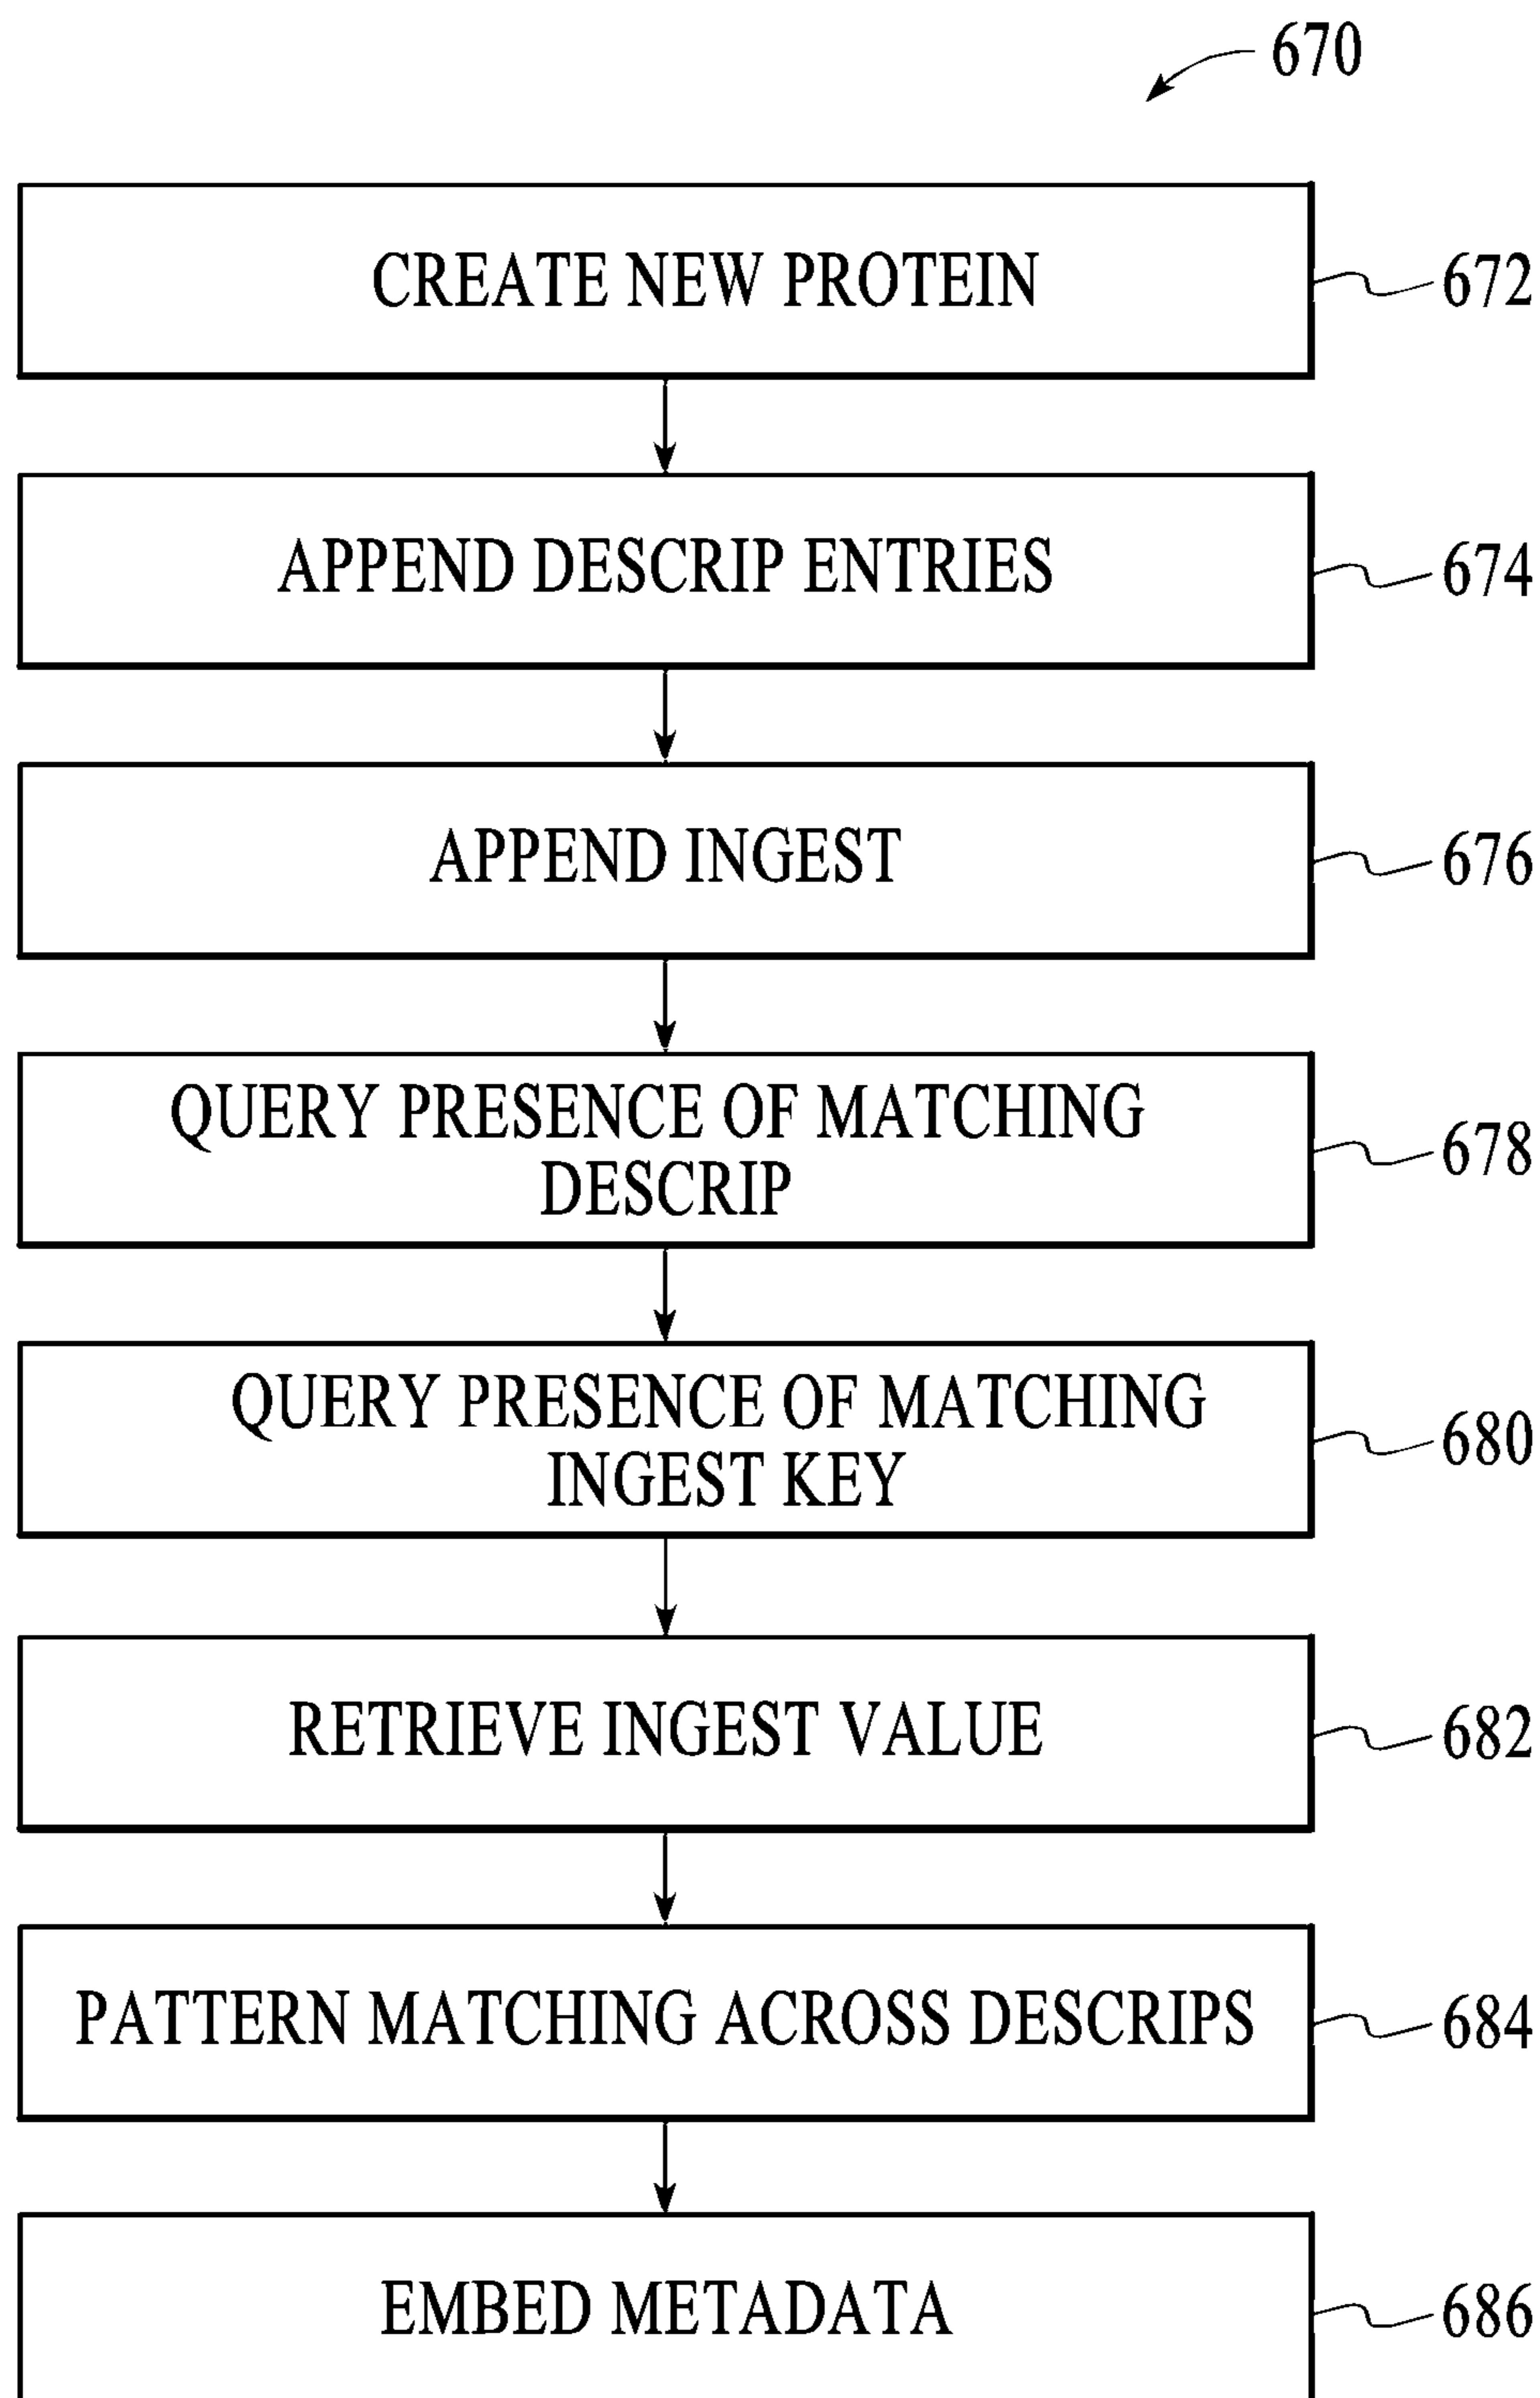 670
CREATE NEW PROTEIN
672
APPEND DESCRIP ENTRIES
674
APPEND INGEST
676
QUERY PRESENCE OF MATCHING
DESCRIP
678
QUERY PRESENCE OF MATCHING
INGEST KEY
680
RETRIEVE INGEST VALUE
682
PATTERN MATCHING ACROSS DESCRIPS
684
EMBED METADATA
686